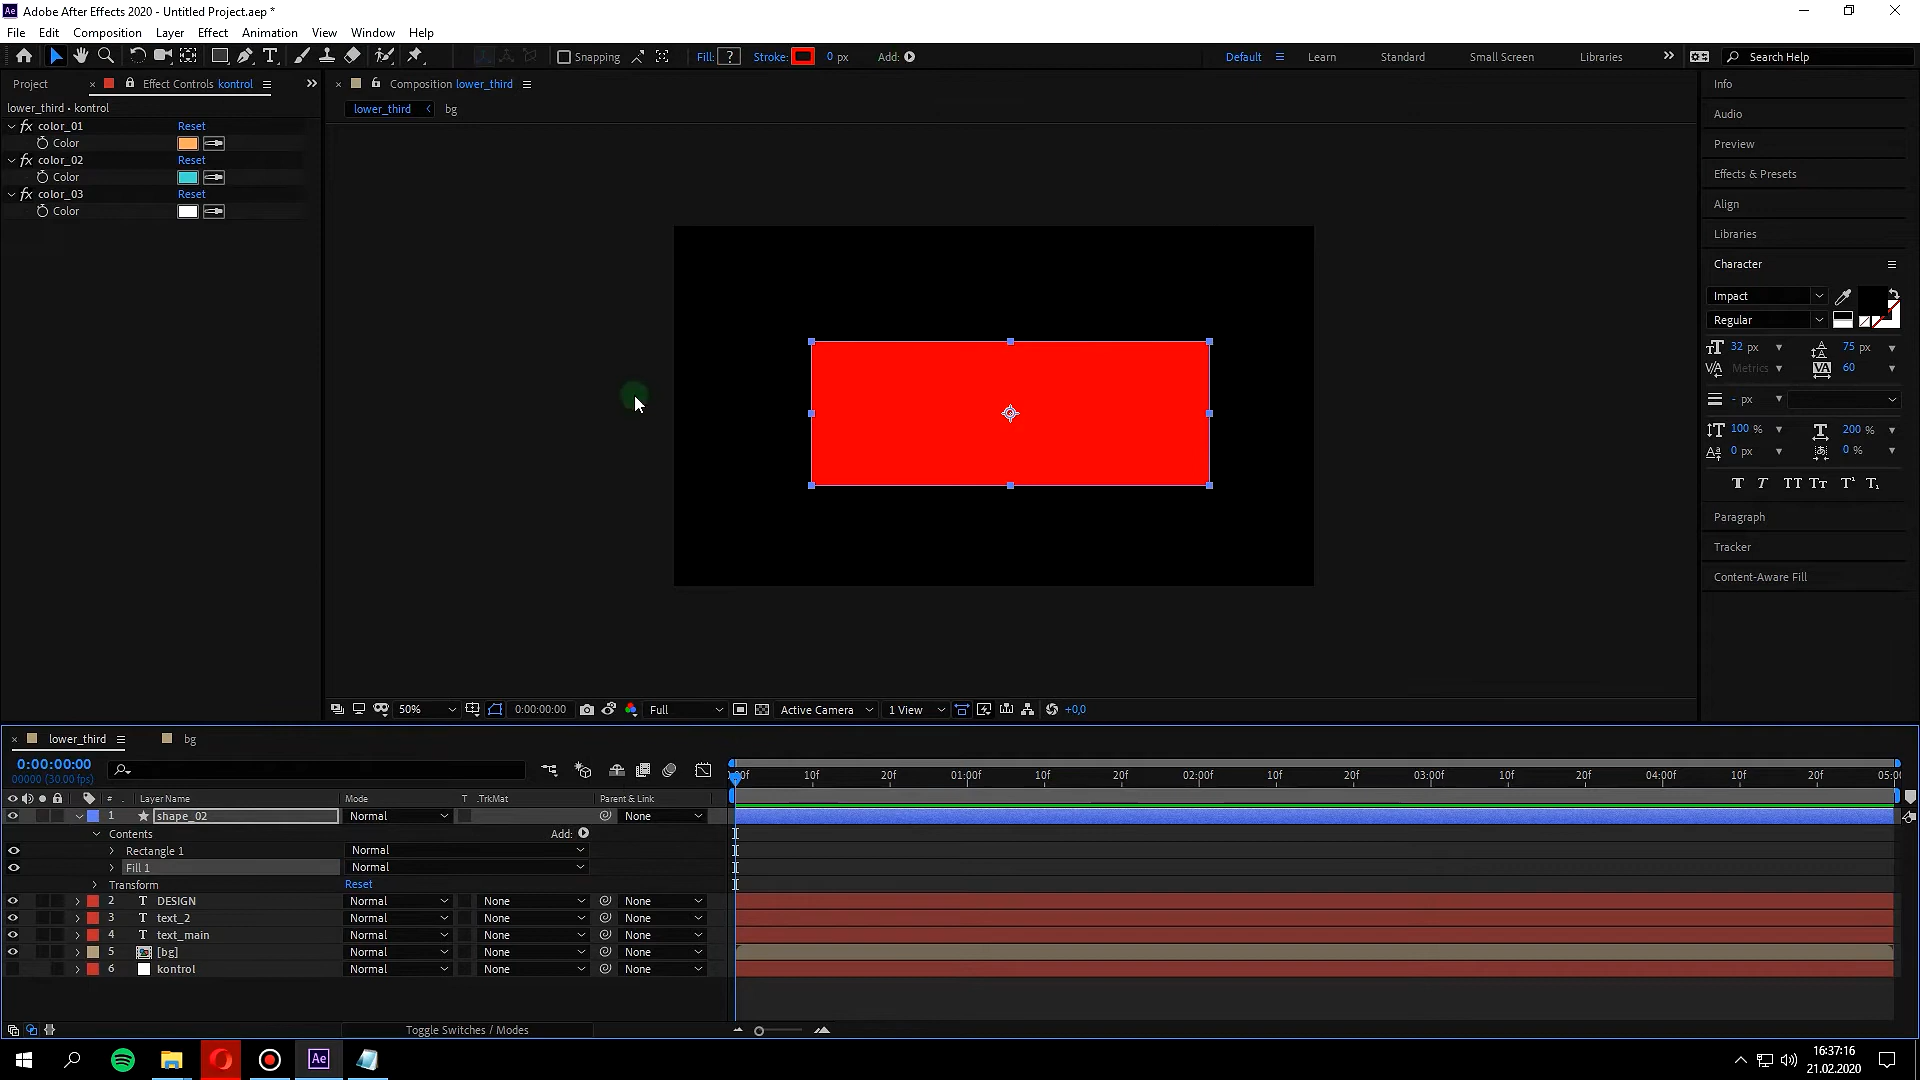 Adobe After Effects 2020 - Untitled Project.aep *
File Edit Composition Layer Effect Animation View Window Help
Snapping Fill: ? Stroke: 0 px Add: Default Learn Standard Small Screen Libraries Search Help
Project Effect Controls kontrol
Composition lower_third
Info
lower_third • kontrol
lower_third bg
color_01 Reset
Color
color_02 Reset
Color
color_03 Reset
Color
Audio
Preview
Effects & Presets
Align
Libraries
Character
Impact
Regular
32 px 75 px
Metrics 60
- px
100 % 200 %
0 px 0 %
Paragraph
Tracker
Content-Aware Fill
50% 0:00:00:00 Full Active Camera 1 View +0,0
lower_third bg
0:00:00:00
00000 (30.00 fps)
:00f 10f 20f 01:00f 10f 20f 02:00f 10f 20f 03:00f 10f 20f 04:00f 10f 20f 05:00
# Layer Name Mode T .TrkMat Parent & Link
1 shape_02 Normal None
Contents Add:
Rectangle 1 Normal
Fill 1 Normal
Transform Reset
2 T DESIGN Normal None None
3 T text_2 Normal None None
4 T text_main Normal None None
5 [bg] Normal None None
6 kontrol Normal None None
Toggle Switches / Modes
Ae
16:37:16
21.02.2020